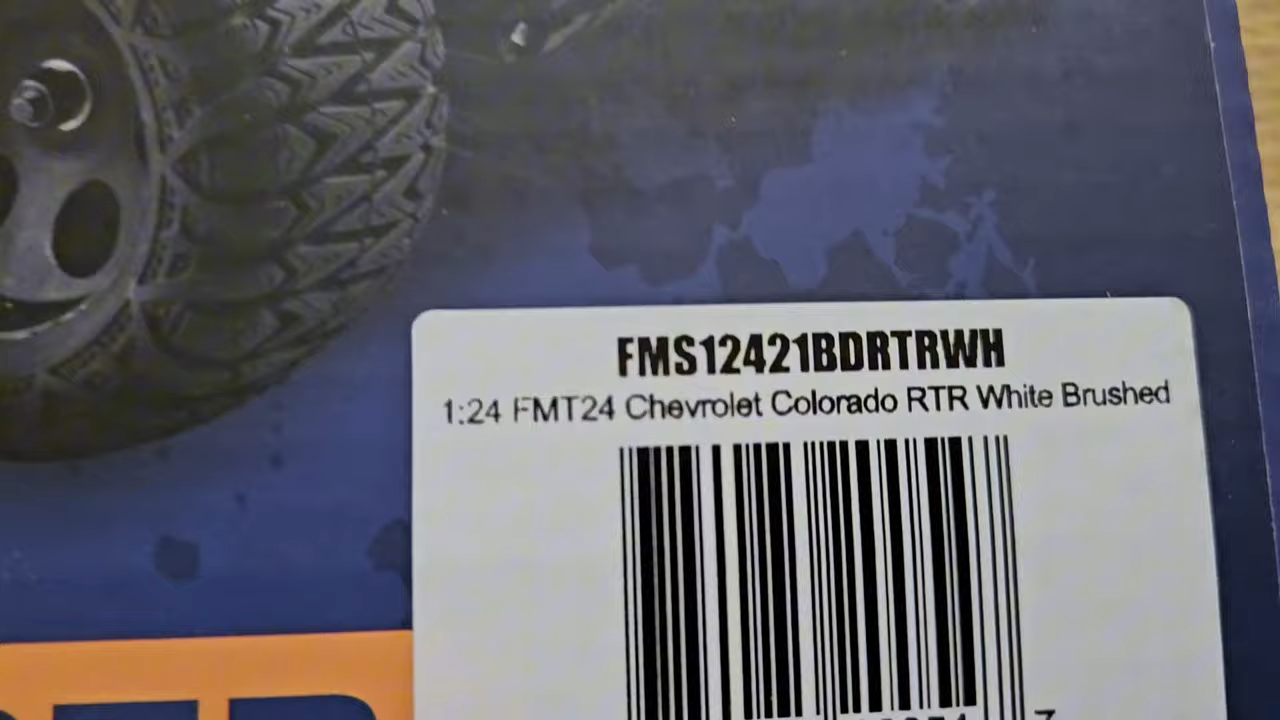 FMS12421BDRTRWH
1:24 FMT24 Chevrolet Colorado RTR White Brushed